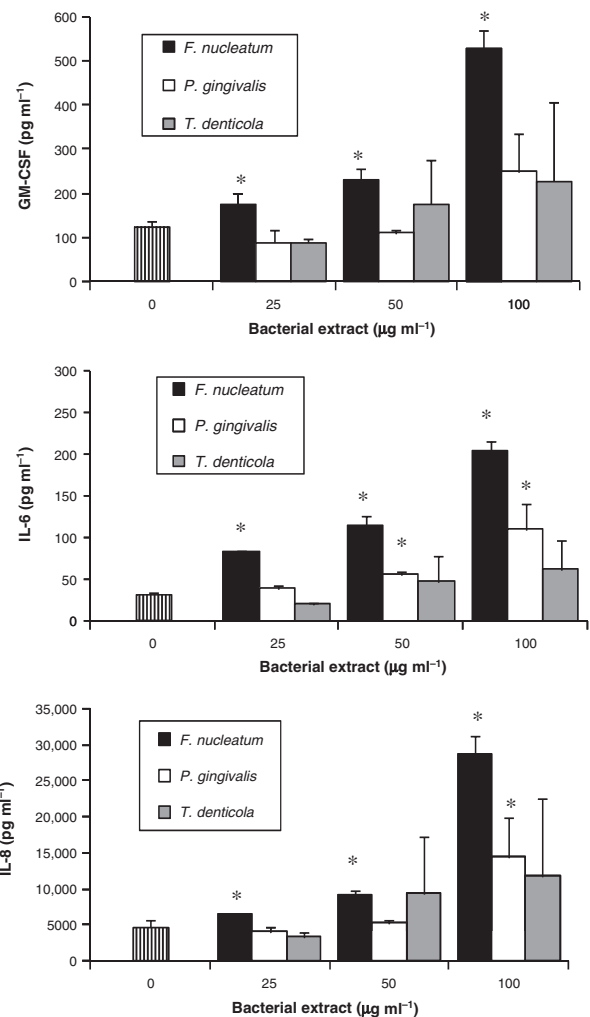 600
500
400
300
200
100
0
GM-CSF (pg ml⁻¹)
F. nucleatum
P. gingivalis
T. denticola
*
*
*
0 25 50 100
Bacterial extract (µg ml⁻¹)
300
250
200
150
100
50
0
IL-6 (pg ml⁻¹)
F. nucleatum
P. gingivalis
T. denticola
*
*
*
*
*
0 25 50 100
Bacterial extract (µg ml⁻¹)
35,000
30,000
25,000
20,000
15,000
10,000
5000
0
IL-8 (pg ml⁻¹)
F. nucleatum
P. gingivalis
T. denticola
*
*
*
*
0 25 50 100
Bacterial extract (µg ml⁻¹)